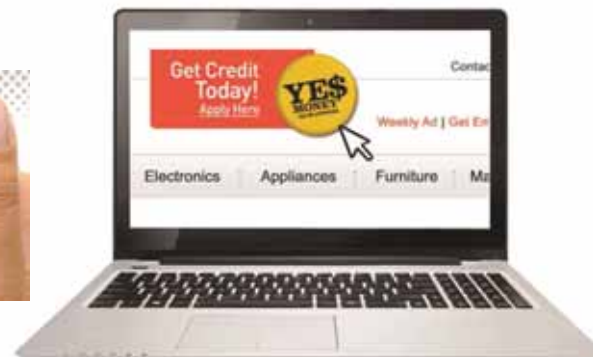 Get Credit
Today!
Apply Here
YE$
MONEY
Contac
Weekly Ad | Get Em
Electronics Appliances Furniture Ma